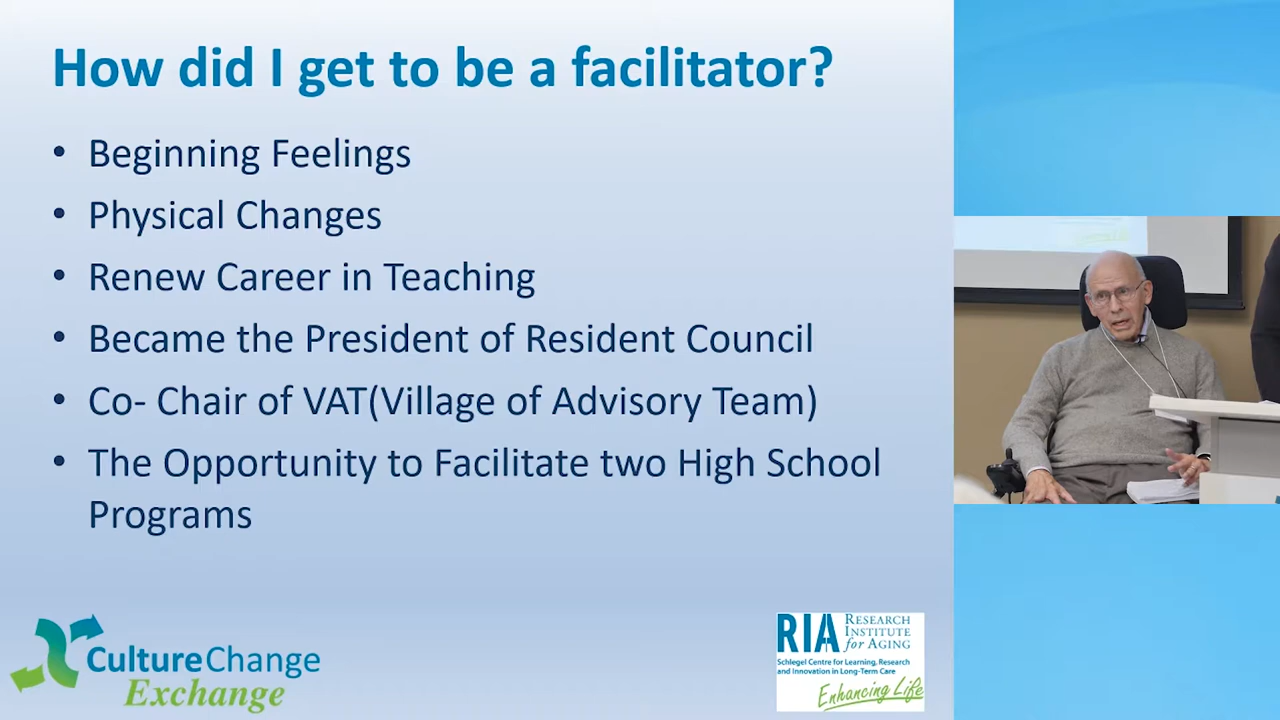 How did I get to be a facilitator?
• Beginning Feelings
• Physical Changes
• Renew Career in Teaching
• Became the President of Resident Council
• Co- Chair of VAT(Village of Advisory Team)
• The Opportunity to Facilitate two High School
Programs
CultureChange
Exchange
RIA RESEARCH
INSTITUTE
for AGING
Schlegel Centre for Learning, Research
and Innovation in Long-Term Care
Enhancing Life